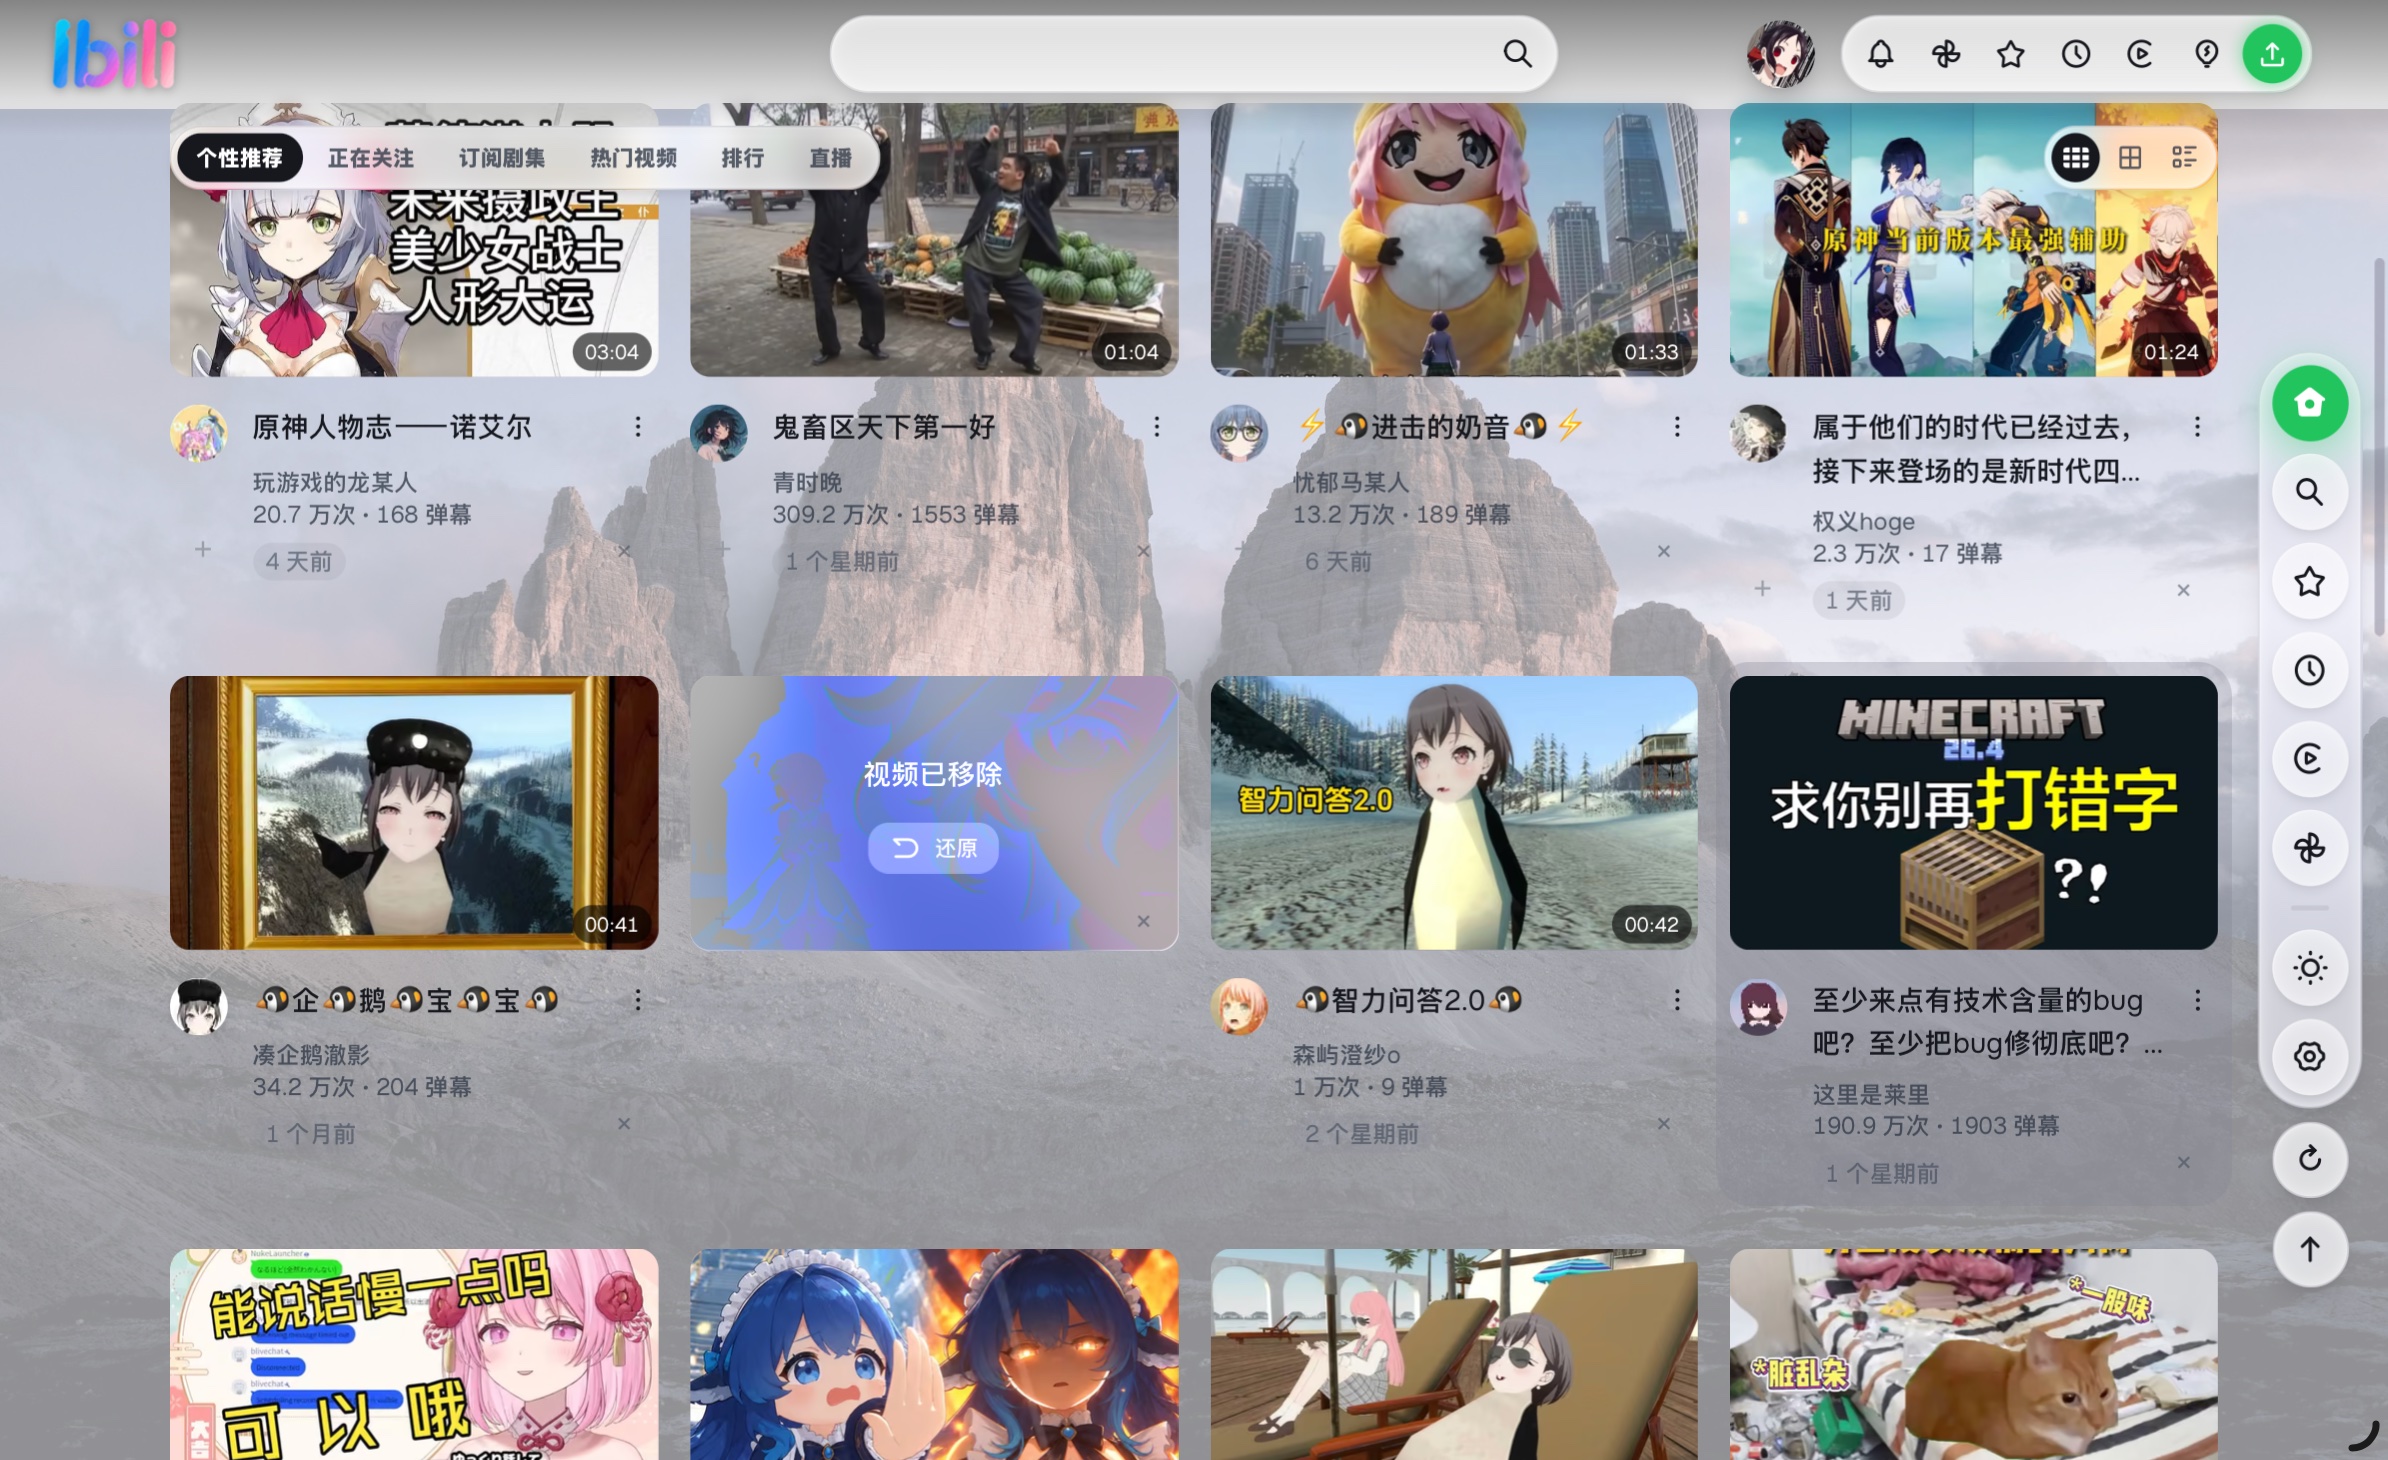 Ibili
个性推荐
正在关注
订阅剧集
热门视频
排行
直播
未来摄政王
美少女战士
人形大运
03:04
01:04
01:33
原神当前版本最强辅助
01:24
原神人物志——诺艾尔
玩游戏的龙某人
20.7 万次 · 168 弹幕
4 天前
鬼畜区天下第一好
青时晚
309.2 万次 · 1553 弹幕
1 个星期前
⚡🐧进击的奶音🐧⚡
忧郁马某人
13.2 万次 · 189 弹幕
6 天前
属于他们的时代已经过去,
接下来登场的是新时代四...
权义hoge
2.3 万次 · 17 弹幕
1 天前
00:41
视频已移除
还原
智力问答2.0
00:42
MINECRAFT
26.4
求你别再打错字
?!
🐧企🐧鹅🐧宝🐧宝🐧
凑企鹅澈影
34.2 万次 · 204 弹幕
1 个月前
🐧智力问答2.0🐧
森屿澄纱o
1 万次 · 9 弹幕
2 个星期前
至少来点有技术含量的bug
吧？至少把bug修彻底吧？...
这里是莱里
190.9 万次 · 1903 弹幕
1 个星期前
NukeLauncher
能说话慢一点吗
blivechat
blivechat
可以哦
*一股味
*脏乱杂